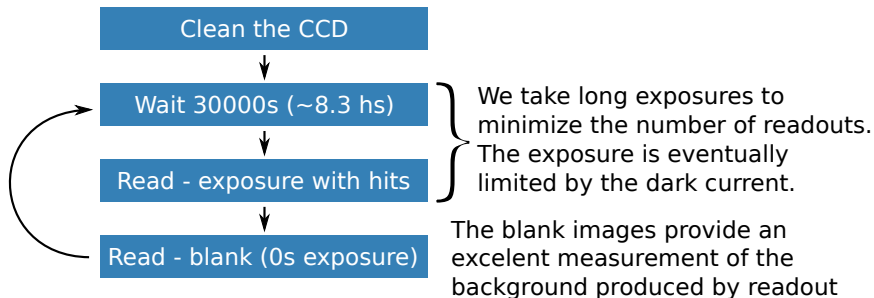 Clean the CCD
Wait 30000s (~8.3 hs)
We take long exposures to
minimize the number of readouts.
The exposure is eventually
limited by the dark current.
Read - exposure with hits
Read - blank (0s exposure)
The blank images provide an
excelent measurement of the
background produced by readout